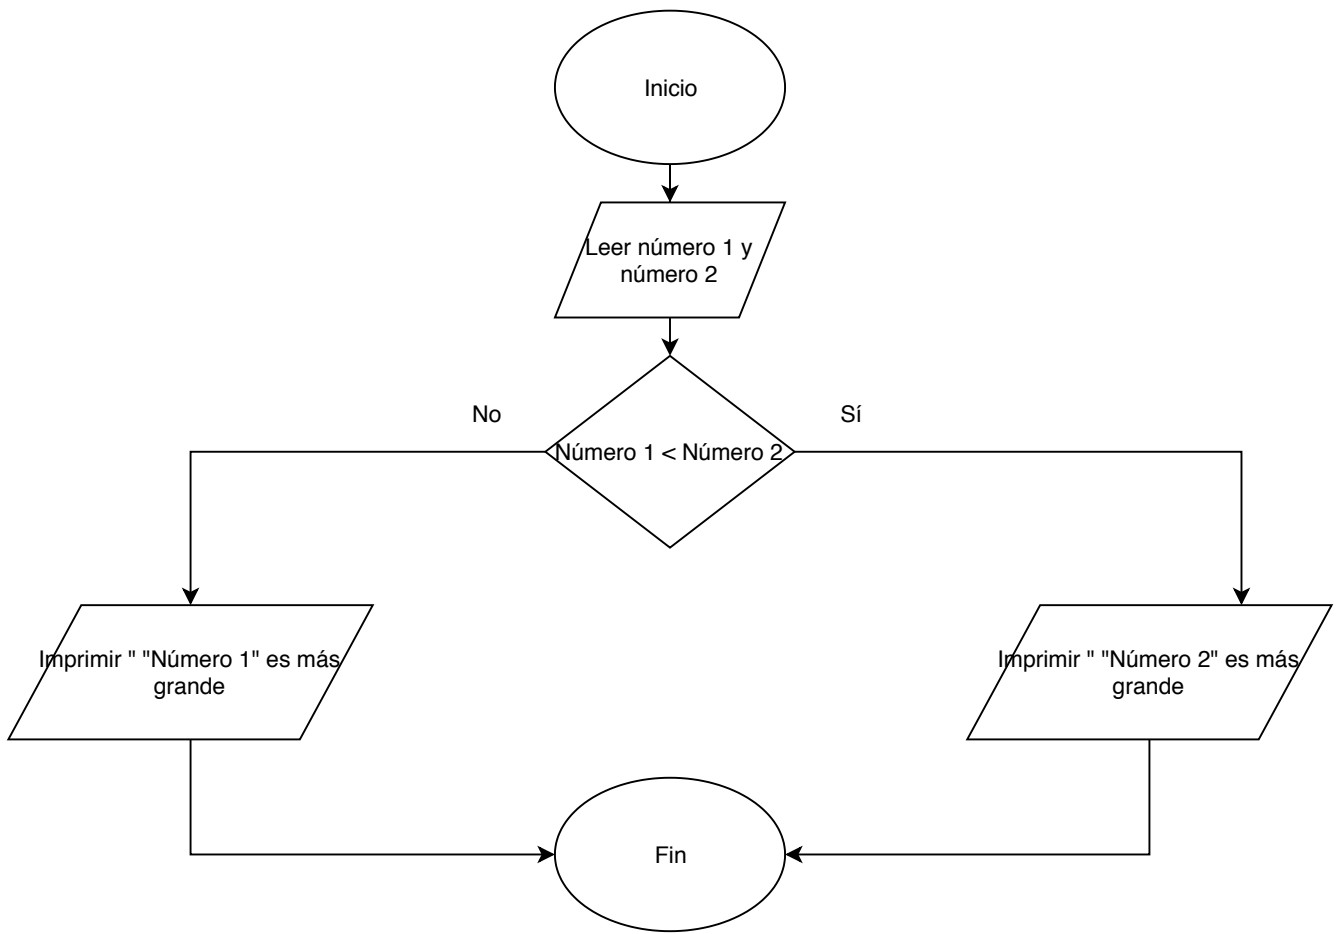 Inicio
Leer número 1 y
número 2
No
Sí
Número 1 < Número 2
Imprimir " "Número 1" es más
grande
Imprimir " "Número 2" es más
grande
Fin